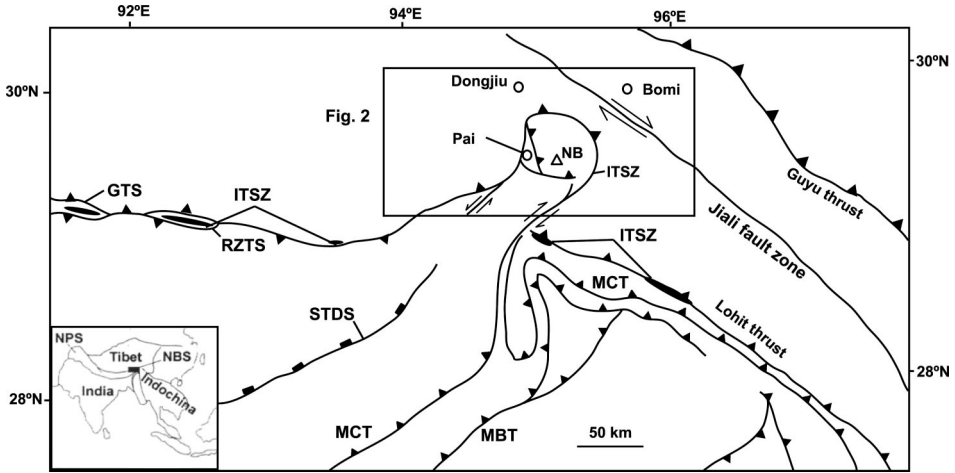 92ºE
94ºE
96ºE
30ºN
30ºN
Dongjiu
Bomi
Fig. 2
Pai
NB
ITSZ
Guyu thrust
GTS
ITSZ
RZTS
Jiali fault zone
ITSZ
MCT
STDS
Lohit thrust
NPS
Tibet
NBS
India
Indochina
28ºN
28ºN
MCT
MBT
50 km